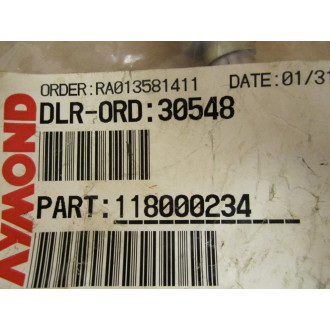 ORDER:RA013581411 DATE:01/31
DLR-ORD:30548
PART:118000234
AYMOND